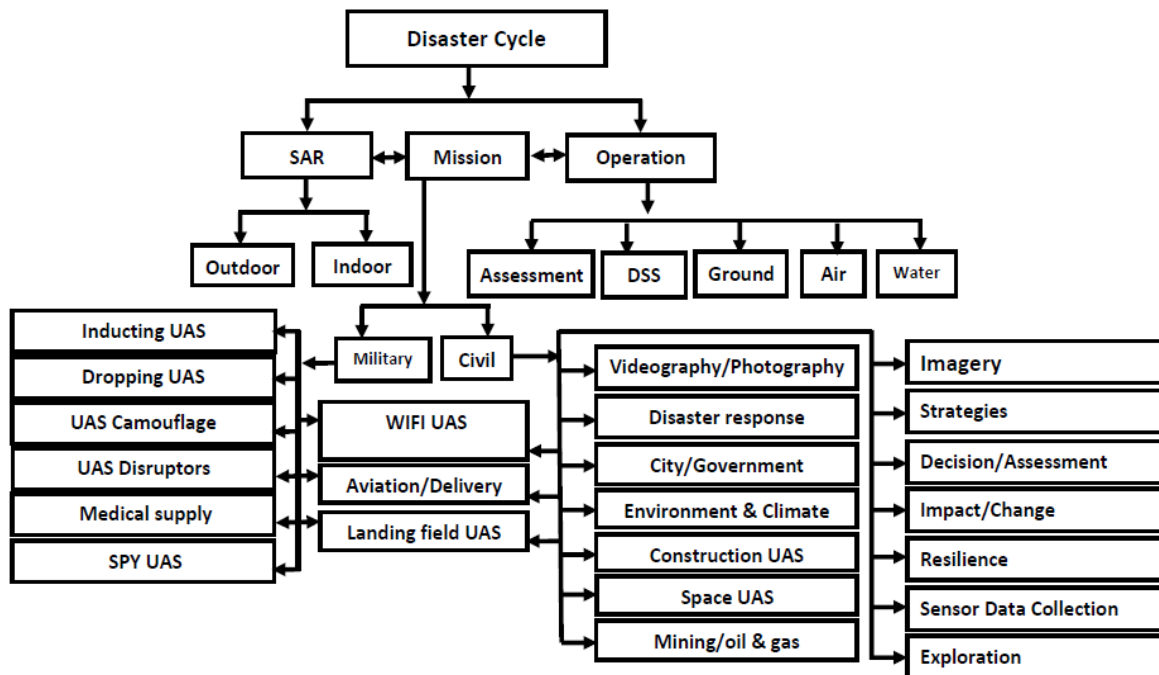 Disaster Cycle
SAR
Mission
Operation
Outdoor
Indoor
Assessment
DSS
Ground
Air
Water
Military
Civil
Inducting UAS
Dropping UAS
UAS Camouflage
UAS Disruptors
Medical supply
SPY UAS
WIFI UAS
Aviation/Delivery
Landing field UAS
Videography/Photography
Disaster response
City/Government
Environment & Climate
Construction UAS
Space UAS
Mining/oil & gas
Imagery
Strategies
Decision/Assessment
Impact/Change
Resilience
Sensor Data Collection
Exploration